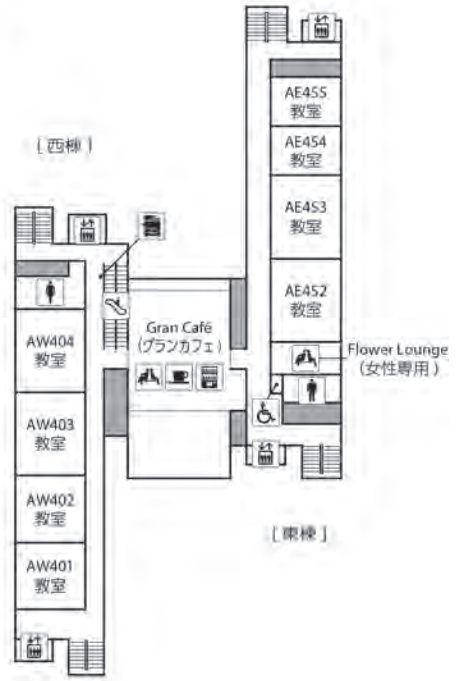 AE455
教室
AE454
教室
[ 西棟 ]
AE453
教室
AE452
教室
Gran Café
(グランカフェ)
Flower Lounge
(女性専用)
AW404
教室
AW403
教室
AW402
教室
[ 東棟 ]
AW401
教室